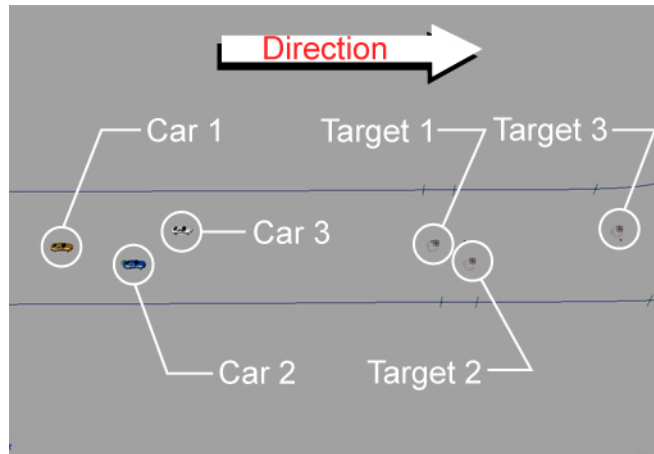 Direction
Car 1
Target 1
Target 3
Car 3
Car 2
Target 2